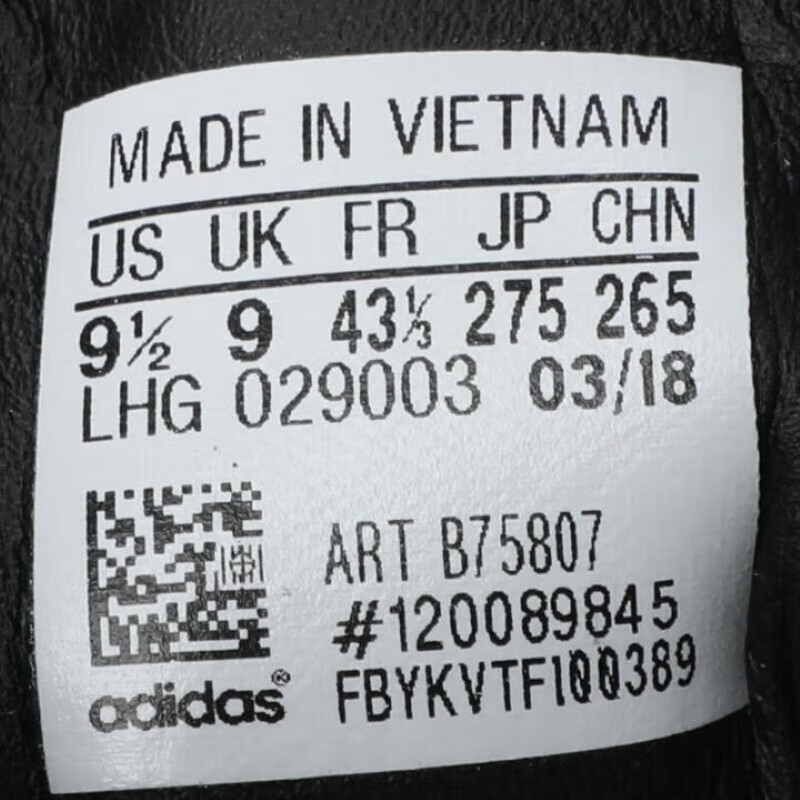 MADE IN VIETNAM
US UK FR JP CHN
9½ 9 43⅓ 275 265
LHG 029003 03/18
ART B75807
#120089845
adidas® FBYKVTF100389